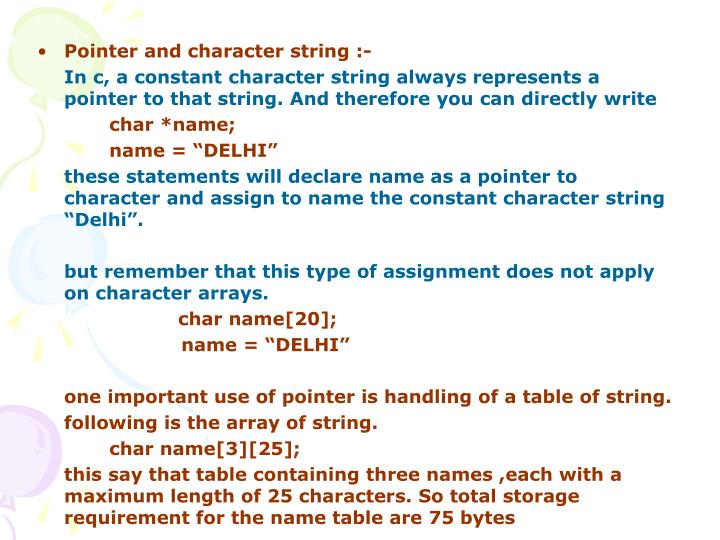 • Pointer and character string :-
In c, a constant character string always represents a
pointer to that string. And therefore you can directly write
char *name;
name = “DELHI”
these statements will declare name as a pointer to
character and assign to name the constant character string
“Delhi”.
but remember that this type of assignment does not apply
on character arrays.
char name[20];
name = “DELHI”
one important use of pointer is handling of a table of string.
following is the array of string.
char name[3][25];
this say that table containing three names ,each with a
maximum length of 25 characters. So total storage
requirement for the name table are 75 bytes